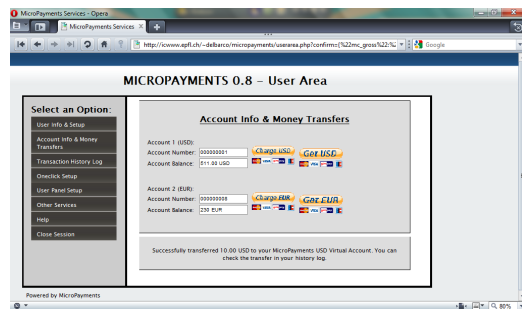 MicroPayments Services - Opera
MicroPayments Services
http://icwww.epfl.ch/~delbarco/micropayments/userarea.php?confirm={%22mc_gross%22:%
Google
MICROPAYMENTS 0.8 - User Area
Select an Option:
User Info & Setup
Account Info & Money
Transfers
Transaction History Log
Oneclick Setup
User Panel Setup
Other Services
Help
Close Session
Account Info & Money Transfers
Account 1 (USD):
Account Number: 000000001
Charge USD
Get USD
Account Balance: 511.00 USD
Account 2 (EUR):
Account Number: 000000008
Charge EUR
Get EUR
Account Balance: 230 EUR
Successfully transferred 10.00 USD to your MicroPayments USD Virtual Account. You can
check the transfer in your history log.
Powered by MicroPayments
80%